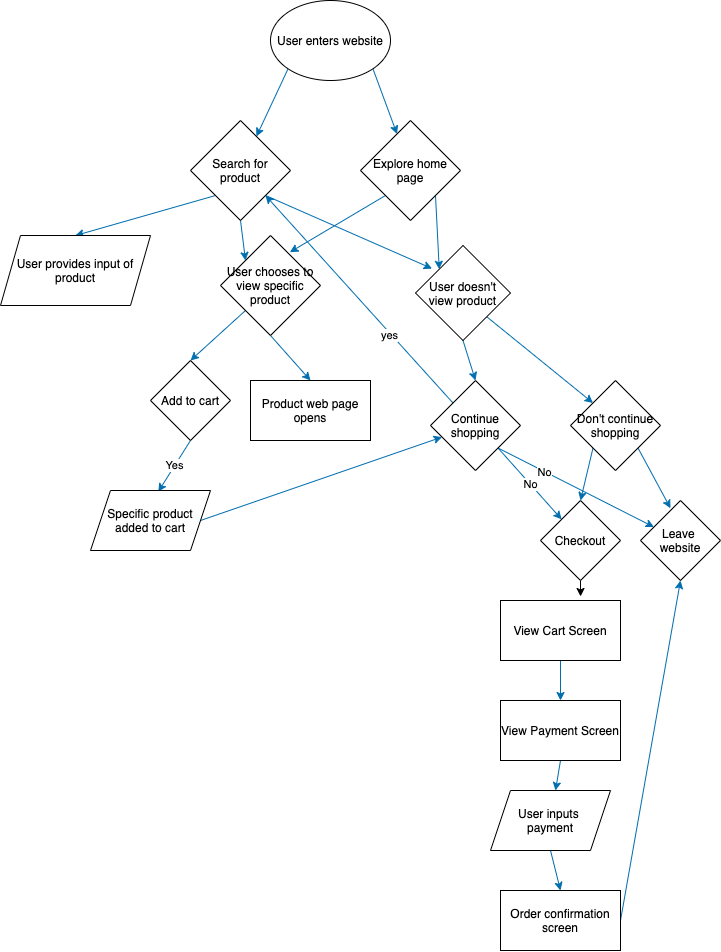 User enters website
Search for
product
Explore home
page
User provides input of
product
User chooses to
view specific
product
User doesn't
view product
yes
Add to cart
Product web page
opens
Continue
shopping
Don't continue
shopping
Yes
No
No
Specific product
added to cart
Checkout
Leave
website
View Cart Screen
View Payment Screen
User inputs
payment
Order confirmation
screen